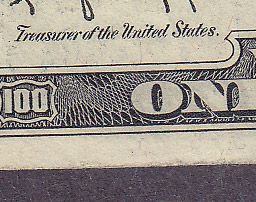 Treasurer of the United States.
100
ON